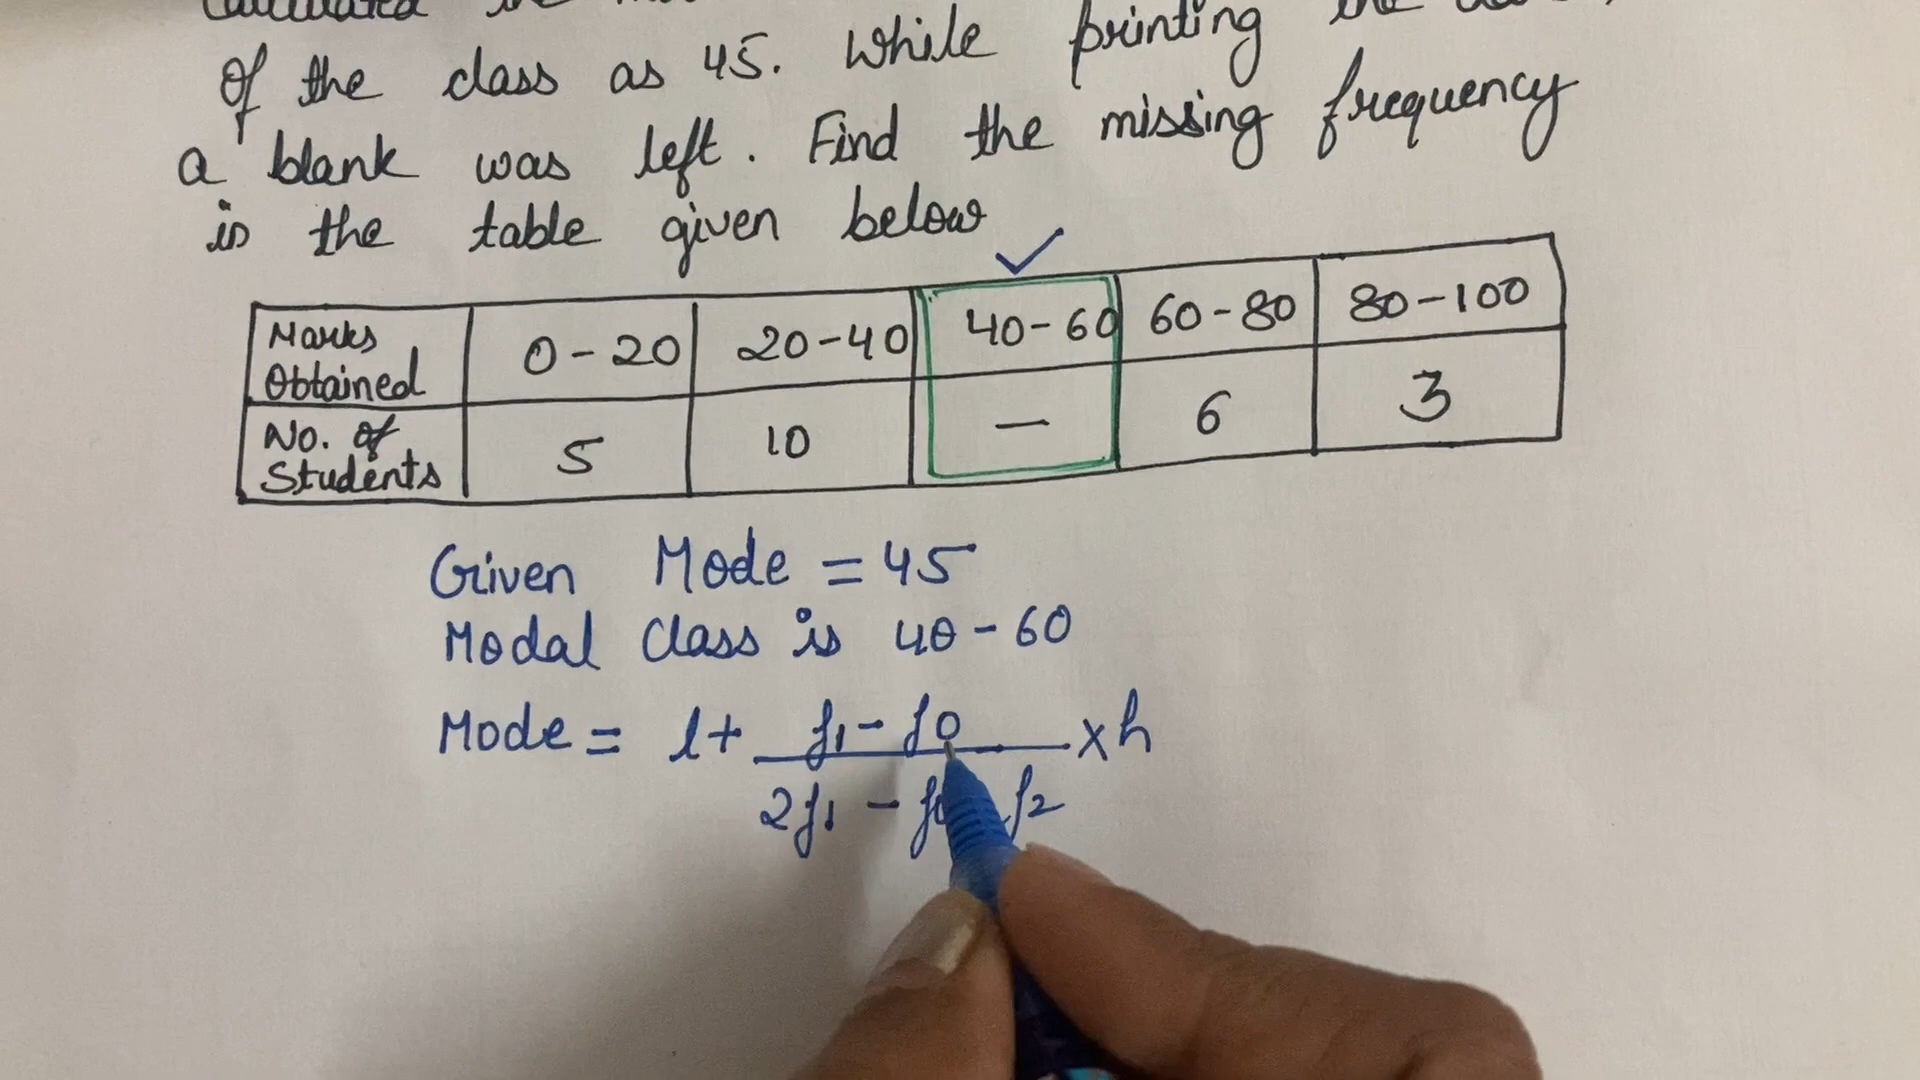 of the class as 45. While printing the
a blank was left. Find the missing frequency
is the table given below
Marks Obtained 0-20 20-40 40-60 60-80 80-100
No. of Students 5 10 — 6 3
Given Mode = 45
Modal Class is 40-60
Mode = l + f1 - f0 × h
2f1 - f0 f2